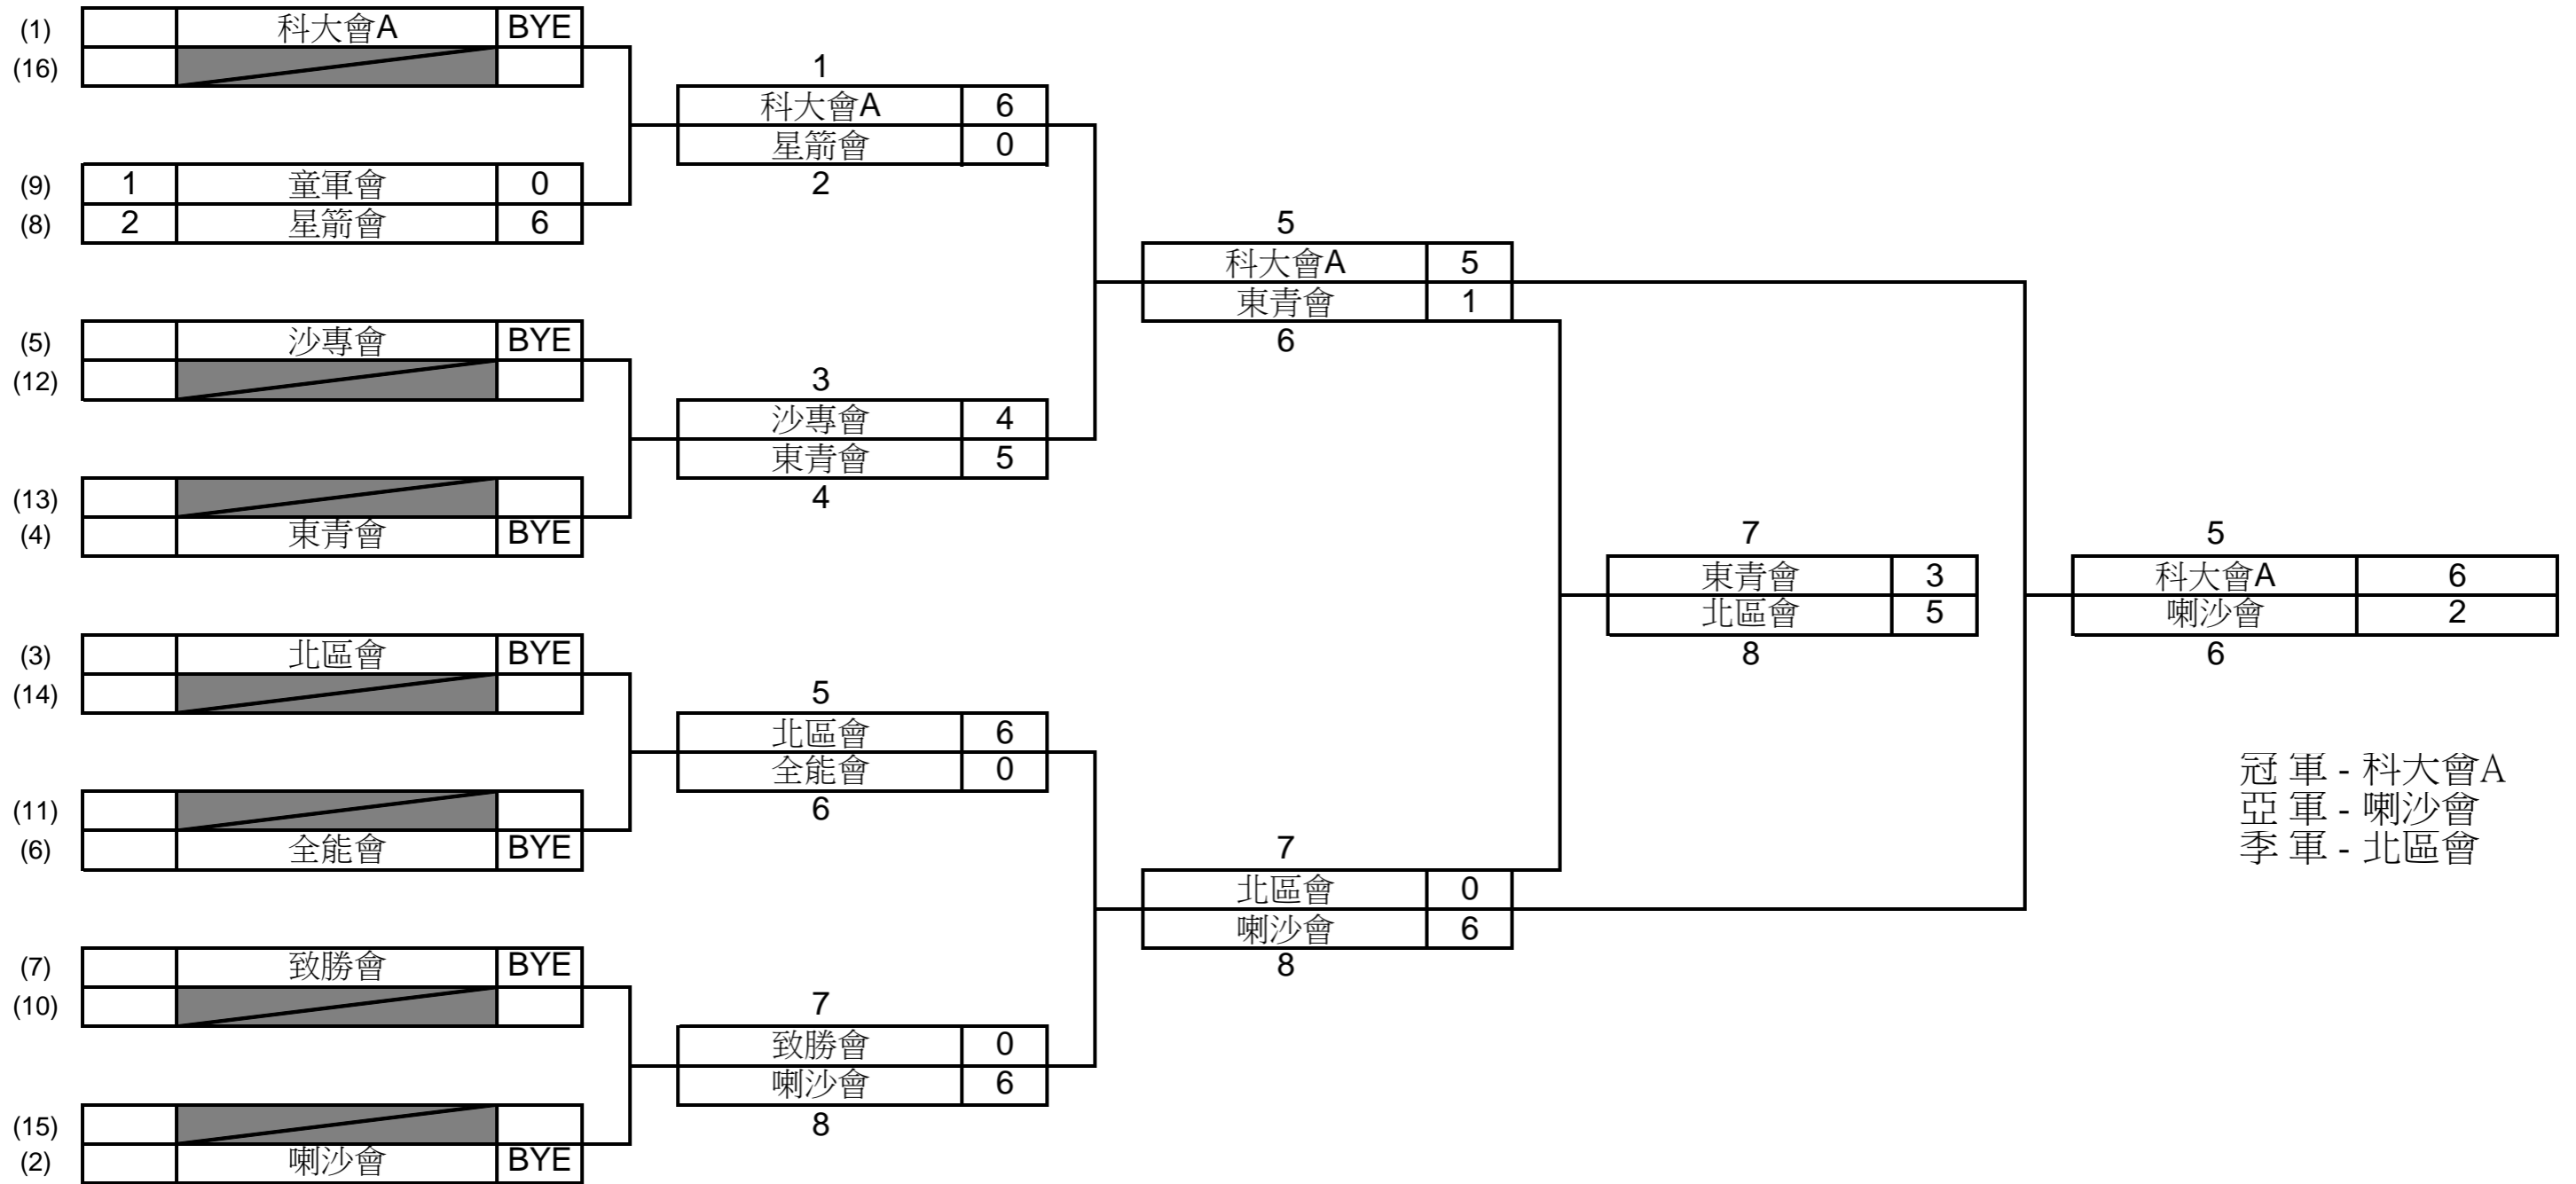 (1) 科大會A BYE
(16)
1
科大會A 6
星箭會 0
2
(9) 1 童軍會 0
(8) 2 星箭會 6
5
科大會A 5
東青會 1
6
(5) 沙專會 BYE
(12)
3
沙專會 4
東青會 5
4
(13)
(4) 東青會 BYE
7
東青會 3
北區會 5
8
5
科大會A 6
喇沙會 2
6
(3) 北區會 BYE
(14)
5
北區會 6
全能會 0
6
(11)
(6) 全能會 BYE
冠 軍 - 科大會A
亞 軍 - 喇沙會
季 軍 - 北區會
7
北區會 0
喇沙會 6
8
(7) 致勝會 BYE
(10)
7
致勝會 0
喇沙會 6
8
(15)
(2) 喇沙會 BYE